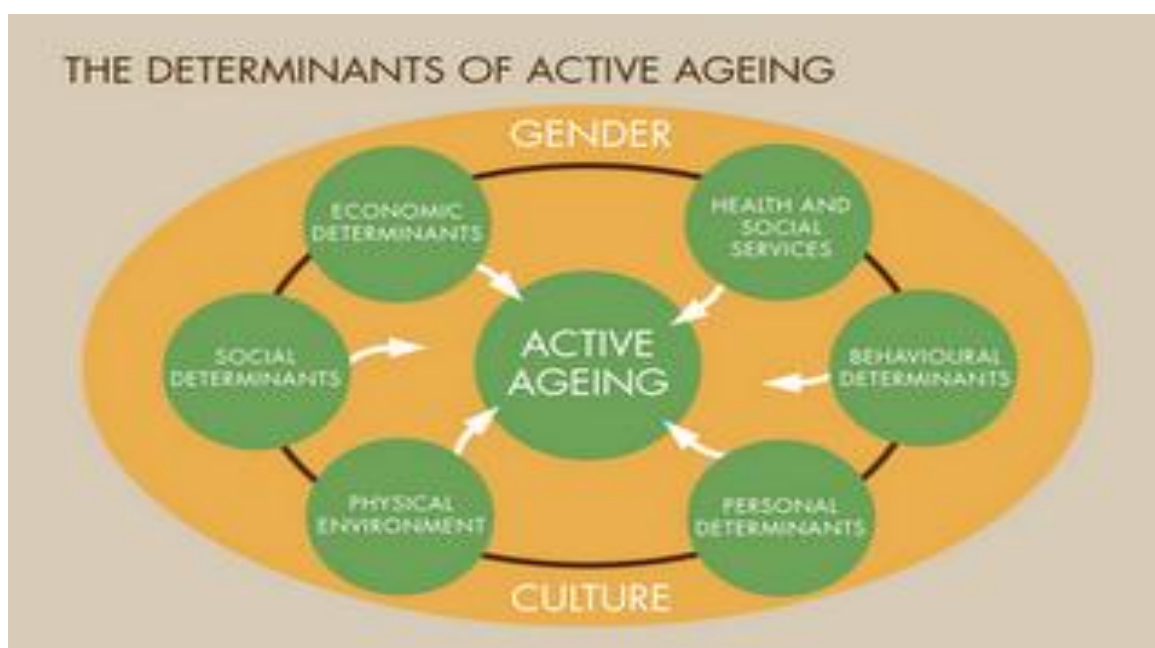 THE DETERMINANTS OF ACTIVE AGEING
GENDER
ECONOMIC
DETERMINANTS
HEALTH AND
SOCIAL
SERVICES
SOCIAL
DETERMINANTS
ACTIVE
AGEING
BEHAVIOURAL
DETERMINANTS
PHYSICAL
ENVIRONMENT
PERSONAL
DETERMINANTS
CULTURE